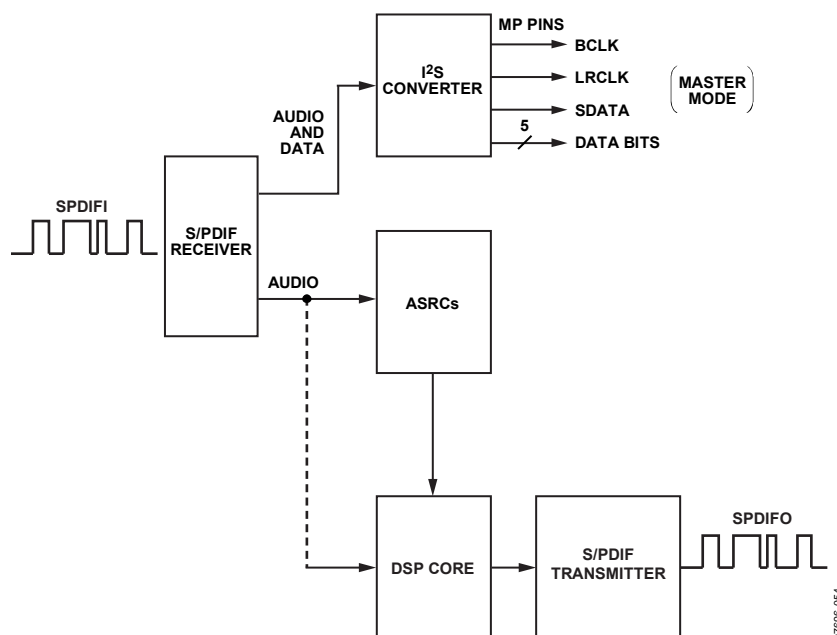 MP PINS
BCLK
I²S
CONVERTER
LRCLK
(MASTER
MODE)
SDATA
5
DATA BITS
AUDIO
AND
DATA
SPDIFI
S/PDIF
RECEIVER
AUDIO
ASRCs
SPDIFO
DSP CORE
S/PDIF
TRANSMITTER